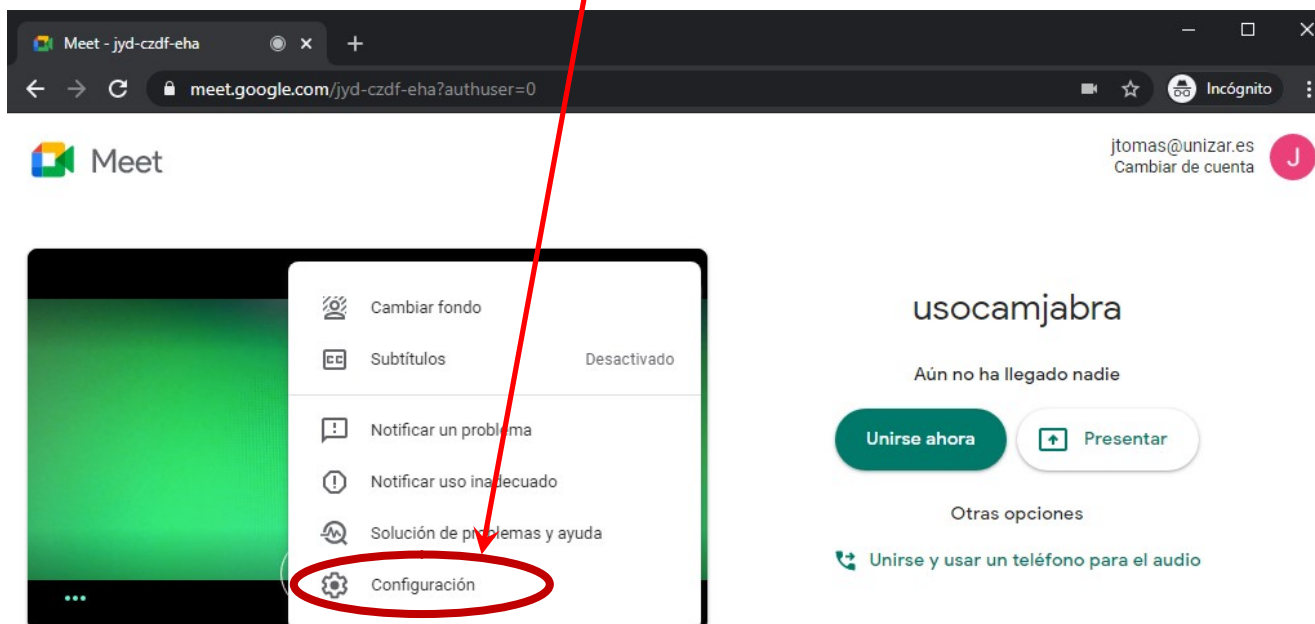 Meet - jyd-czdf-eha
meet.google.com/jyd-czdf-eha?authuser=0
Incógnito
Meet
jtomas@unizar.es
Cambiar de cuenta
J
Cambiar fondo
Subtítulos Desactivado
Notificar un problema
Notificar uso inadecuado
Solución de problemas y ayuda
Configuración
usocamjabra
Aún no ha llegado nadie
Unirse ahora Presentar
Otras opciones
Unirse y usar un teléfono para el audio